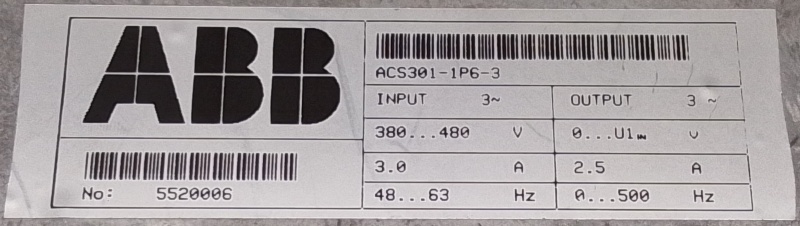 ABB
ACS301-1P6-3
INPUT 3~ OUTPUT 3 ~
380...480 V 0...U1IN V
3.0 A 2.5 A
No: 5520006
48...63 Hz 0...500 Hz